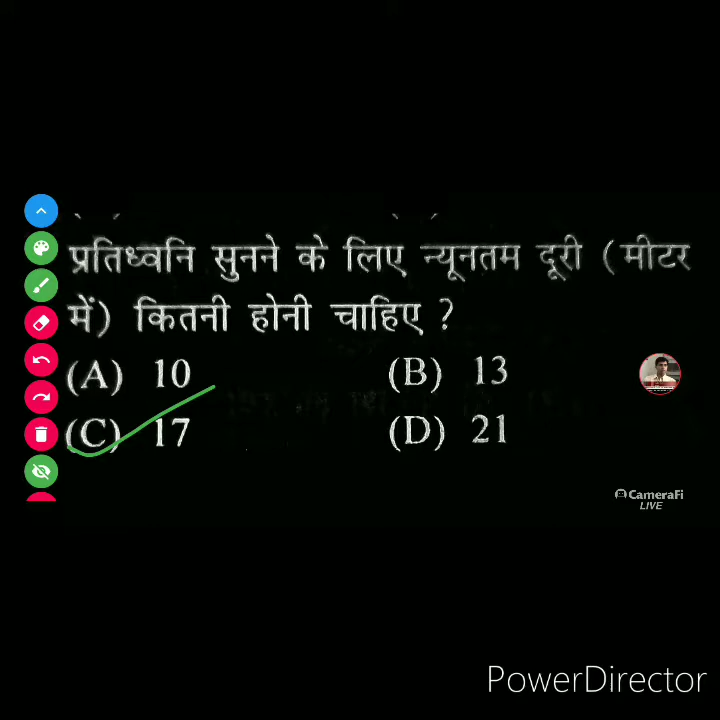 प्रतिध्वनि सुनने के लिए न्यूनतम दूरी (मीटर
में) कितनी होनी चाहिए ?
(A) 10 (B) 13
(C) 17 (D) 21
CameraFi
LIVE
PowerDirector